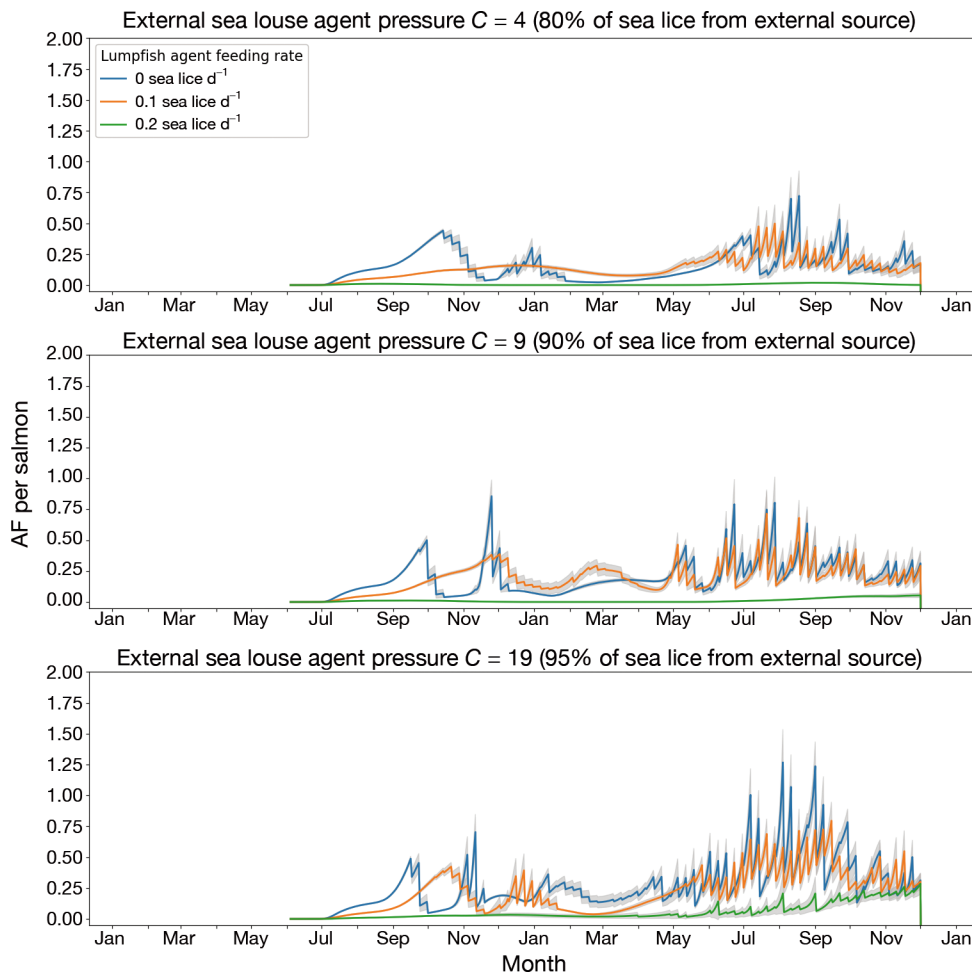 External sea louse agent pressure C = 4 (80% of sea lice from external source)
2.00
1.75
1.50
1.25
1.00
0.75
0.50
0.25
0.00
Lumpfish agent feeding rate
0 sea lice d⁻¹
0.1 sea lice d⁻¹
0.2 sea lice d⁻¹
Jan Mar May Jul Sep Nov Jan Mar May Jul Sep Nov Jan
External sea louse agent pressure C = 9 (90% of sea lice from external source)
2.00
1.75
1.50
1.25
1.00
0.75
0.50
0.25
0.00
AF per salmon
Jan Mar May Jul Sep Nov Jan Mar May Jul Sep Nov Jan
External sea louse agent pressure C = 19 (95% of sea lice from external source)
2.00
1.75
1.50
1.25
1.00
0.75
0.50
0.25
0.00
Jan Mar May Jul Sep Nov Jan Mar May Jul Sep Nov Jan
Month